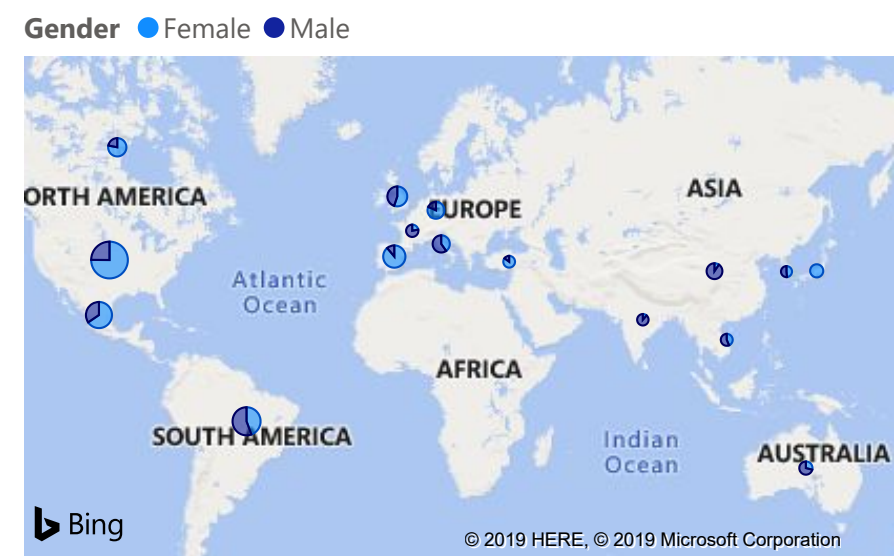 Gender Female Male
ORTH AMERICA
ASIA
UROPE
Atlantic
Ocean
AFRICA
SOUTH AMERICA
Indian
Ocean
AUSTRALIA
Bing
© 2019 HERE, © 2019 Microsoft Corporation